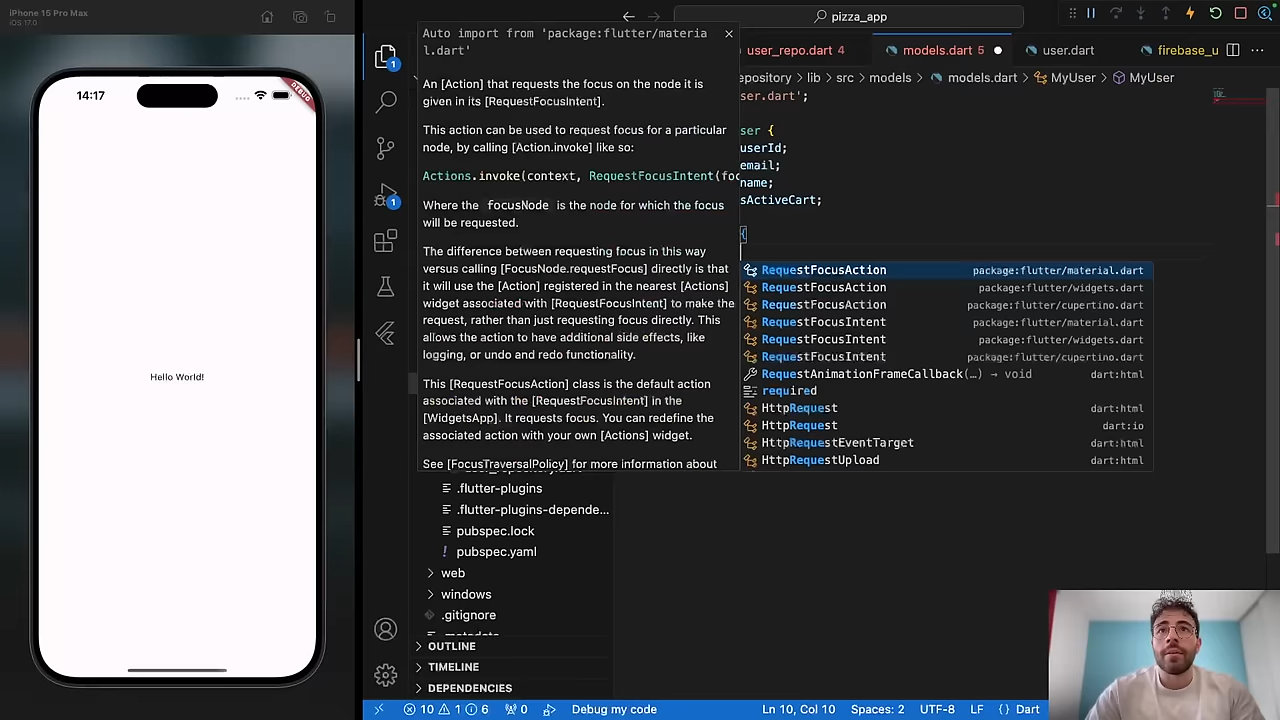 iPhone 15 Pro Max
iOS 17.0
14:17
DEBUG
Hello World!
pizza_app
user_repo.dart 4
models.dart 5
user.dart
firebase_u
epository > lib > src > models > models.dart > MyUser > MyUser
Auto import from 'package:flutter/materia
l.dart'
An [Action] that requests the focus on the node it is
given in its [RequestFocusIntent].
This action can be used to request focus for a particular
node, by calling [Action.invoke] like so:
Actions.invoke(context, RequestFocusIntent(foc
Where the focusNode is the node for which the focus
will be requested.
The difference between requesting focus in this way
versus calling [FocusNode.requestFocus] directly is that
it will use the [Action] registered in the nearest [Actions]
widget associated with [RequestFocusIntent] to make the
request, rather than just requesting focus directly. This
allows the action to have additional side effects, like
logging, or undo and redo functionality.
This [RequestFocusAction] class is the default action
associated with the [RequestFocusIntent] in the
[WidgetsApp]. It requests focus. You can redefine the
associated action with your own [Actions] widget.
See [FocusTraversalPolicy] for more information about
ser.dart';
ser {
userId;
email;
name;
sActiveCart;
{
RequestFocusAction package:flutter/material.dart
RequestFocusAction package:flutter/widgets.dart
RequestFocusAction package:flutter/cupertino.dart
RequestFocusIntent package:flutter/material.dart
RequestFocusIntent package:flutter/widgets.dart
RequestFocusIntent package:flutter/cupertino.dart
RequestAnimationFrameCallback(…) → void dart:html
required
HttpRequest dart:html
HttpRequest dart:io
HttpRequestEventTarget dart:html
HttpRequestUpload dart:html
1
1
.flutter-plugins
.flutter-plugins-depende...
pubspec.lock
! pubspec.yaml
web
windows
.gitignore
.metadata
OUTLINE
TIMELINE
DEPENDENCIES
10 1 6 0 Debug my code Ln 10, Col 10 Spaces: 2 UTF-8 LF {} Dart